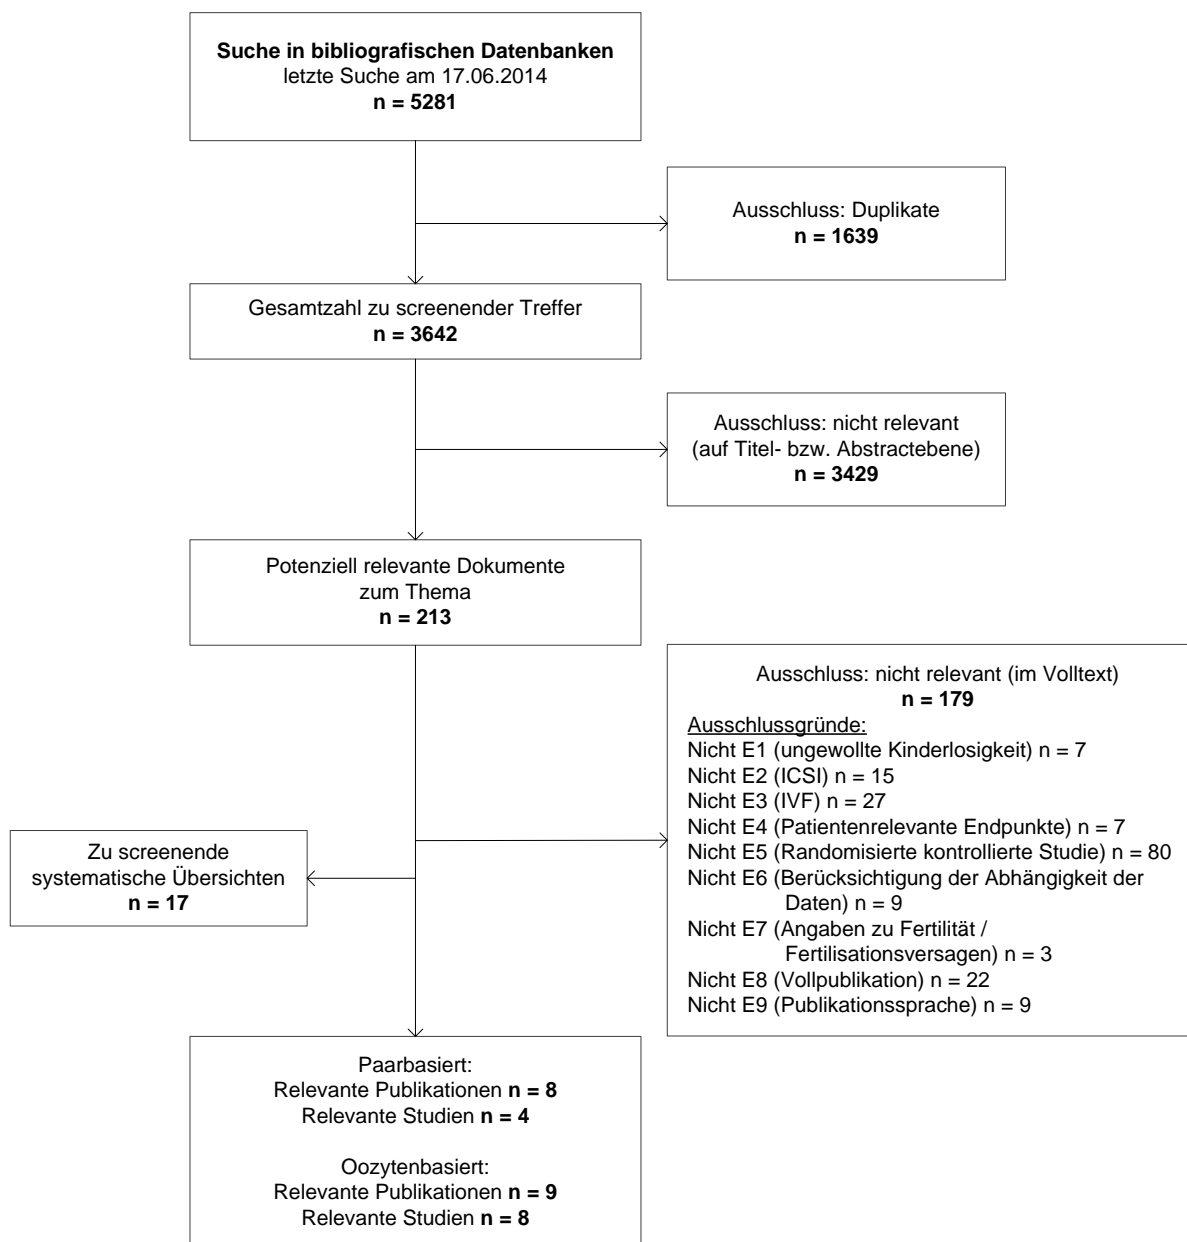 Suche in bibliografischen Datenbanken
letzte Suche am 17.06.2014
n = 5281
Ausschluss: Duplikate
n = 1639
Gesamtzahl zu screenender Treffer
n = 3642
Ausschluss: nicht relevant
(auf Titel- bzw. Abstractebene)
n = 3429
Potenziell relevante Dokumente
zum Thema
n = 213
Ausschluss: nicht relevant (im Volltext)
n = 179
Ausschlussgründe:
Nicht E1 (ungewollte Kinderlosigkeit) n = 7
Nicht E2 (ICSI) n = 15
Nicht E3 (IVF) n = 27
Nicht E4 (Patientenrelevante Endpunkte) n = 7
Nicht E5 (Randomisierte kontrollierte Studie) n = 80
Nicht E6 (Berücksichtigung der Abhängigkeit der
Daten) n = 9
Nicht E7 (Angaben zu Fertilität /
Fertilisationsversagen) n = 3
Nicht E8 (Vollpublikation) n = 22
Nicht E9 (Publikationssprache) n = 9
Zu screenende
systematische Übersichten
n = 17
Paarbasiert:
Relevante Publikationen n = 8
Relevante Studien n = 4
Oozytenbasiert:
Relevante Publikationen n = 9
Relevante Studien n = 8